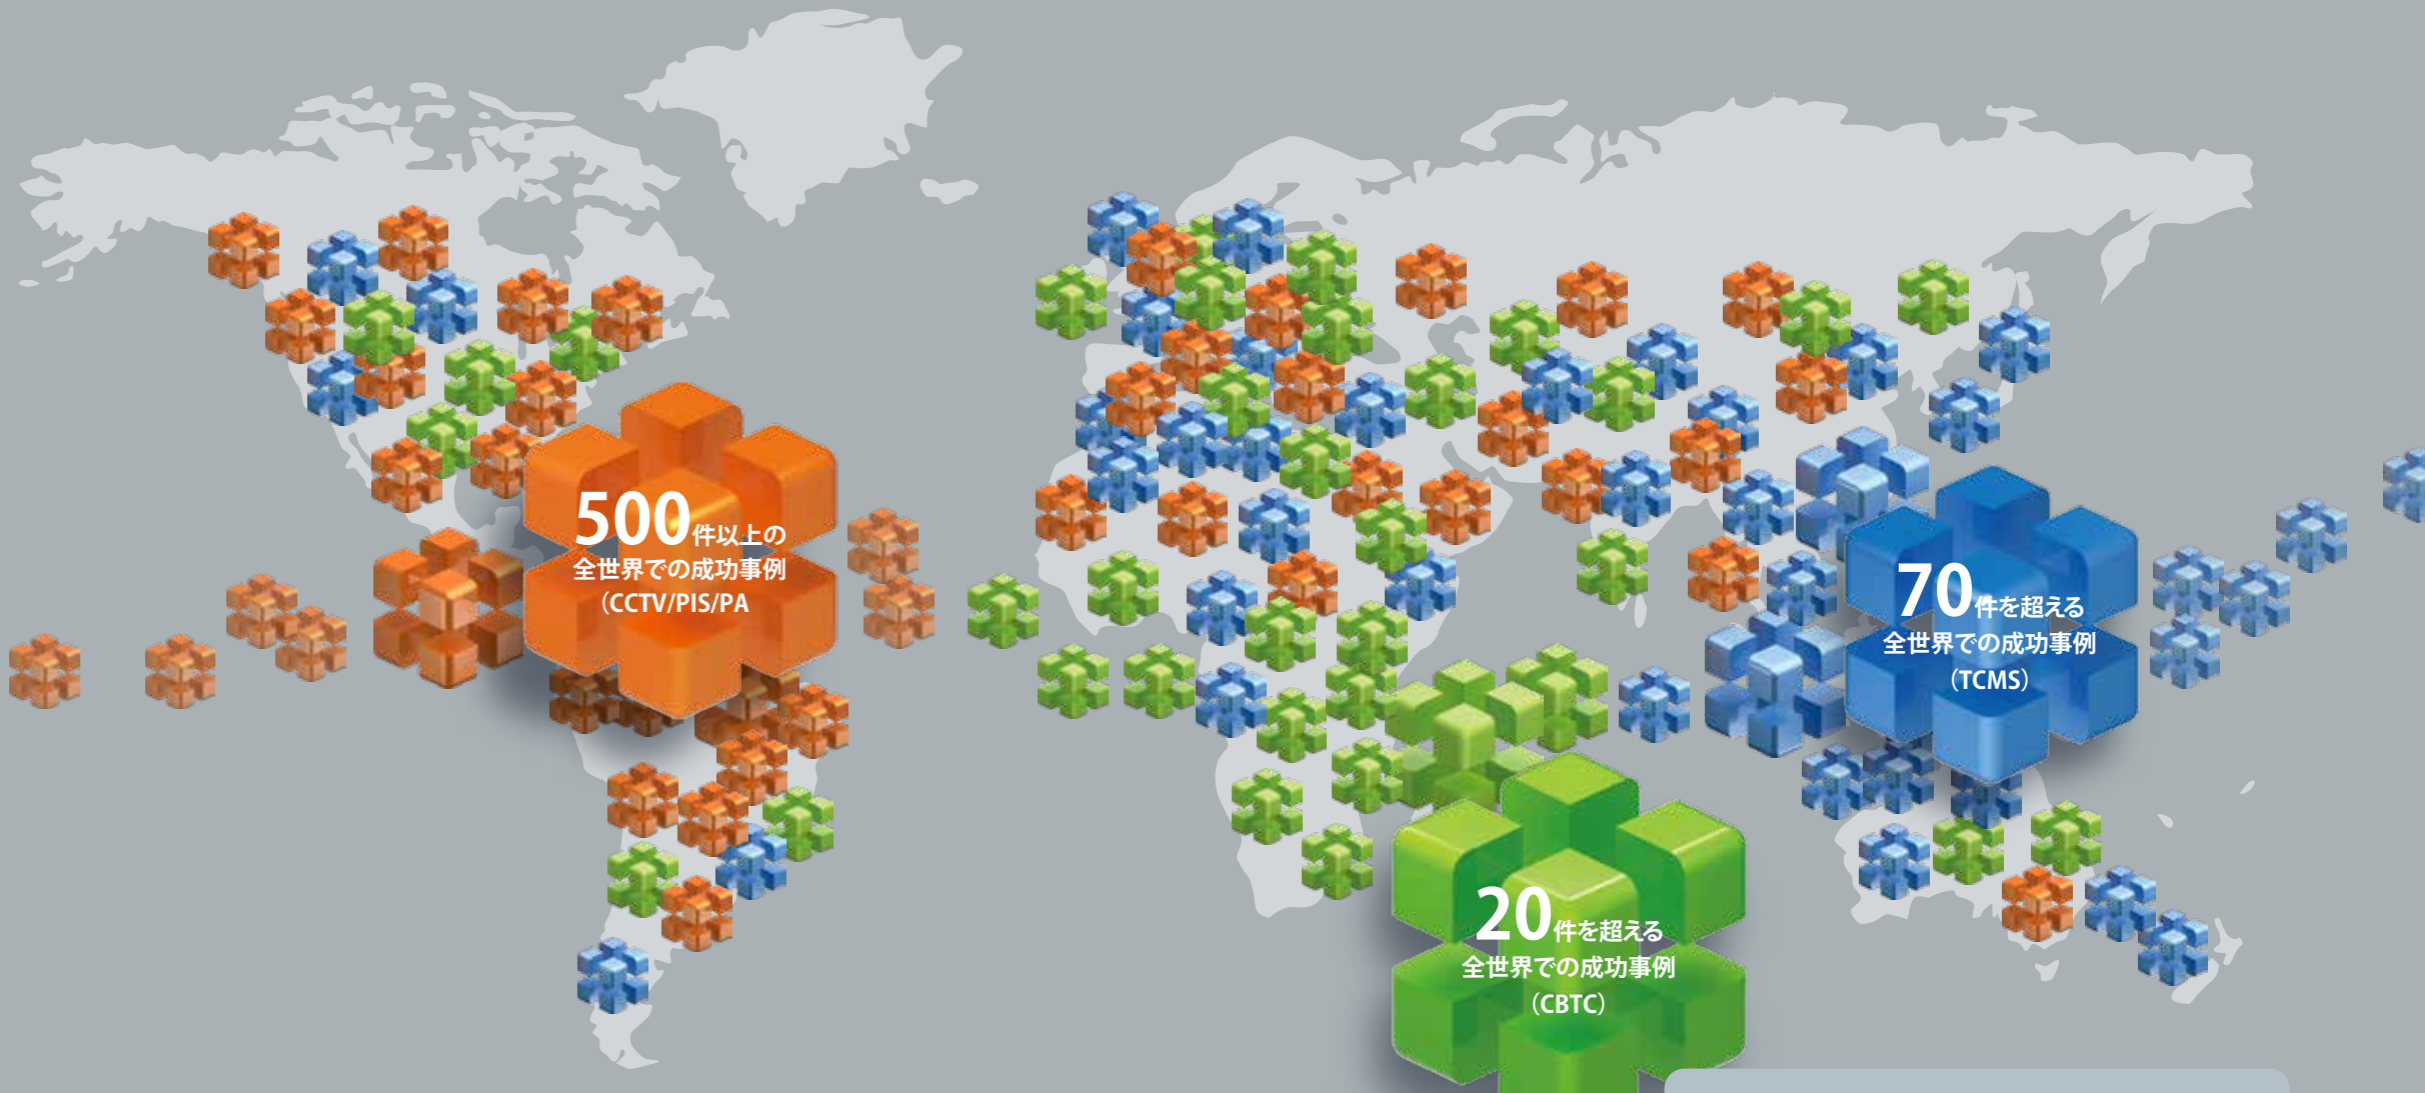 500件以上の
全世界での成功事例
（CCTV/PIS/PA
70件を超える
全世界での成功事例
（TCMS）
20件を超える
全世界での成功事例
（CBTC）